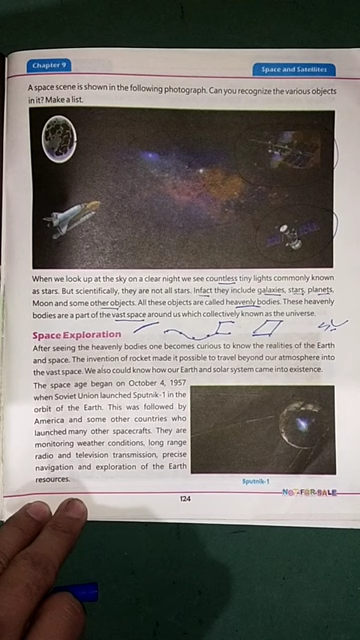 Chapter 9
Space and Satellites
A space scene is shown in the following photograph. Can you recognize the various objects
in it? Make a list.
When we look up at the sky on a clear night we see countless tiny lights commonly known
as stars. But scientifically, they are not all stars. Infact they include galaxies, stars, planets,
Moon and some other objects. All these objects are called heavenly bodies. These heavenly
bodies are a part of the vast space around us which collectively known as the universe.
Space Exploration
After seeing the heavenly bodies one becomes curious to know the realities of the Earth
and space. The invention of rocket made it possible to travel beyond our atmosphere into
the vast space. We also could know how our Earth and solar system came into existence.
The space age began on October 4, 1957
when Soviet Union launched Sputnik-1 in the
orbit of the Earth. This was followed by
America and some other countries who
launched many other spacecrafts. They are
monitoring weather conditions, long range
radio and television transmission, precise
navigation and exploration of the Earth
resources.
Sputnik-1
124
NOT FOR SALE